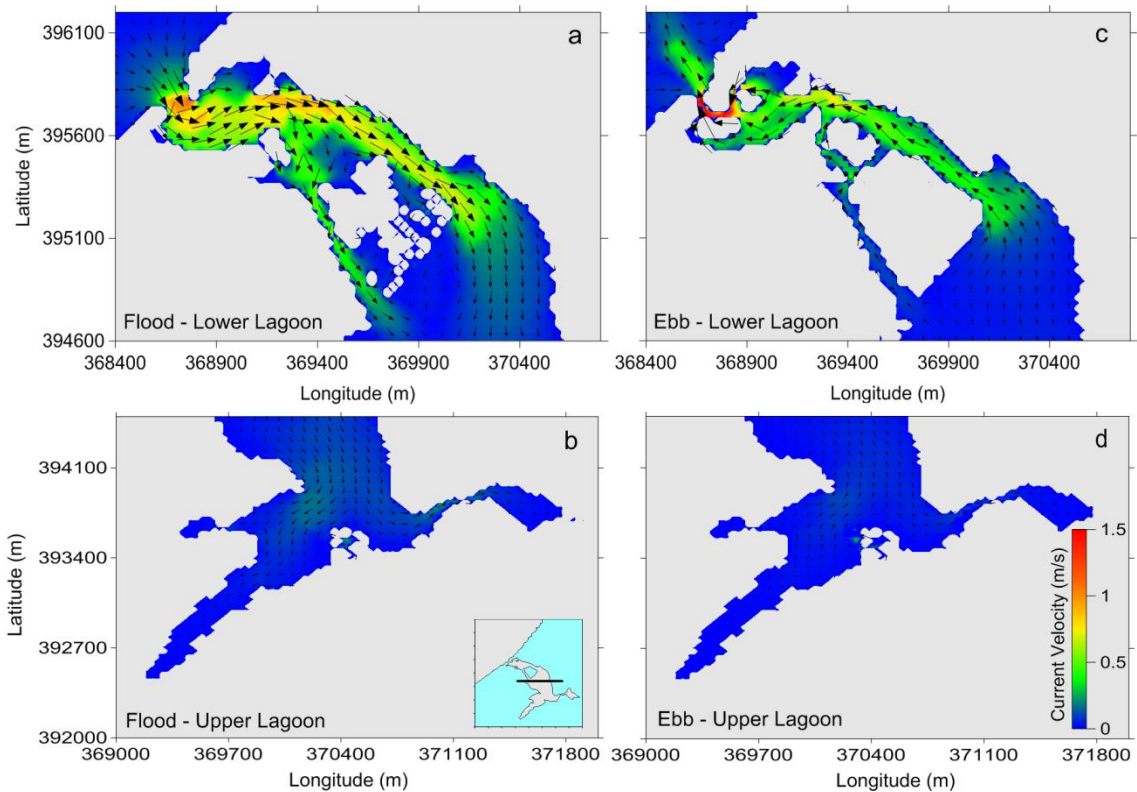 a
396100
395600
395100
394600
Latitude (m)
Flood - Lower Lagoon
368400 368900 369400 369900 370400
Longitude (m)
c
Latitude (m)
Ebb - Lower Lagoon
368400 368900 369400 369900 370400
Longitude (m)
b
394100
393400
392700
392000
Latitude (m)
Flood - Upper Lagoon
369000 369700 370400 371100 371800
Longitude (m)
d
Ebb - Upper Lagoon
369000 369700 370400 371100 371800
Longitude (m)
Current Velocity (m/s)
1.5
1
0.5
0